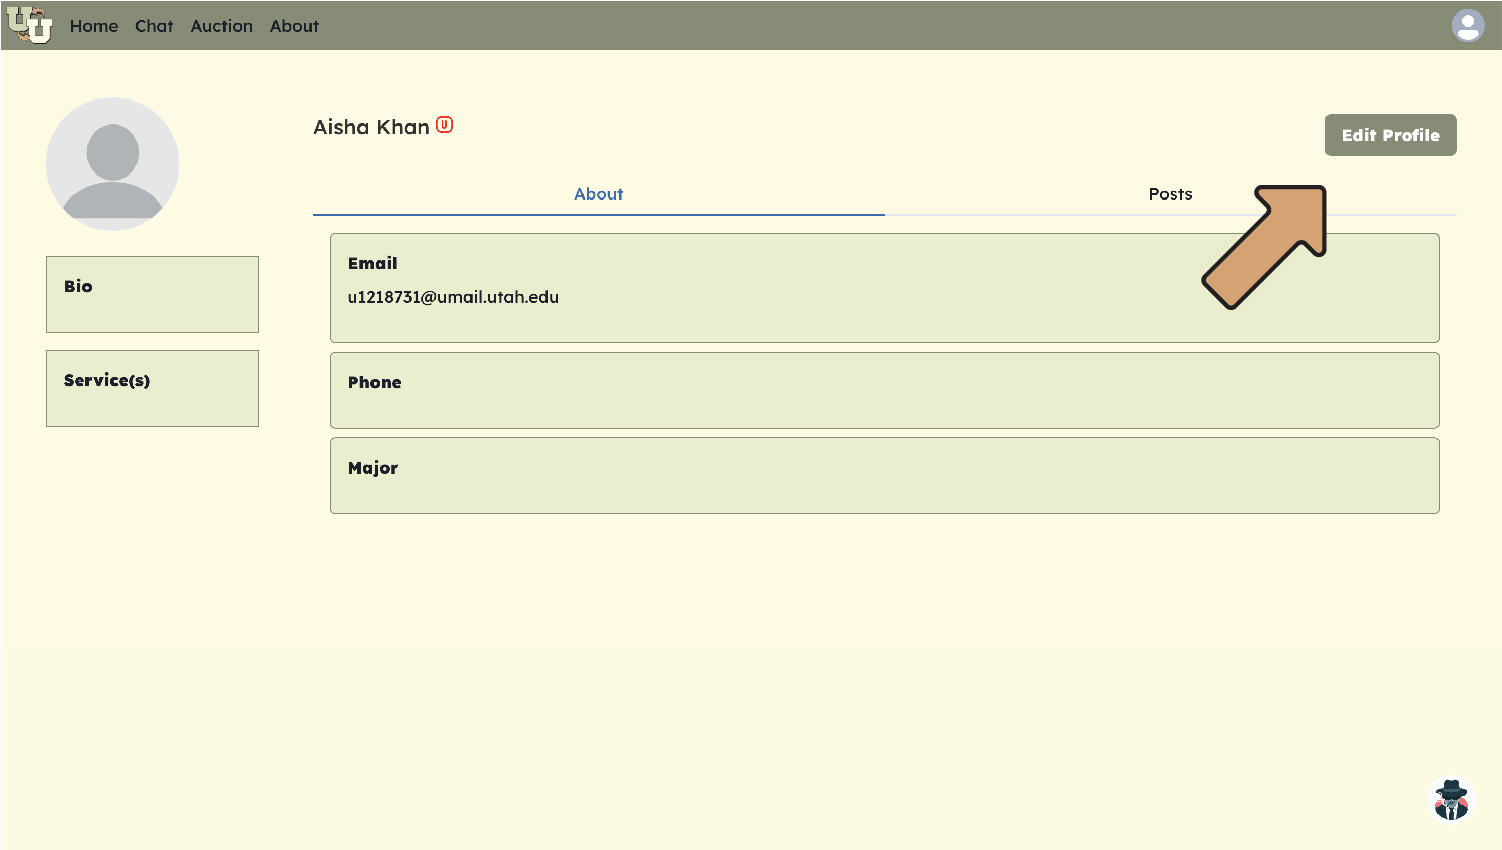 UU
Home Chat Auction About
Aisha Khan U
Edit Profile
About Posts
Bio
Service(s)
Email
u1218731@umail.utah.edu
Phone
Major